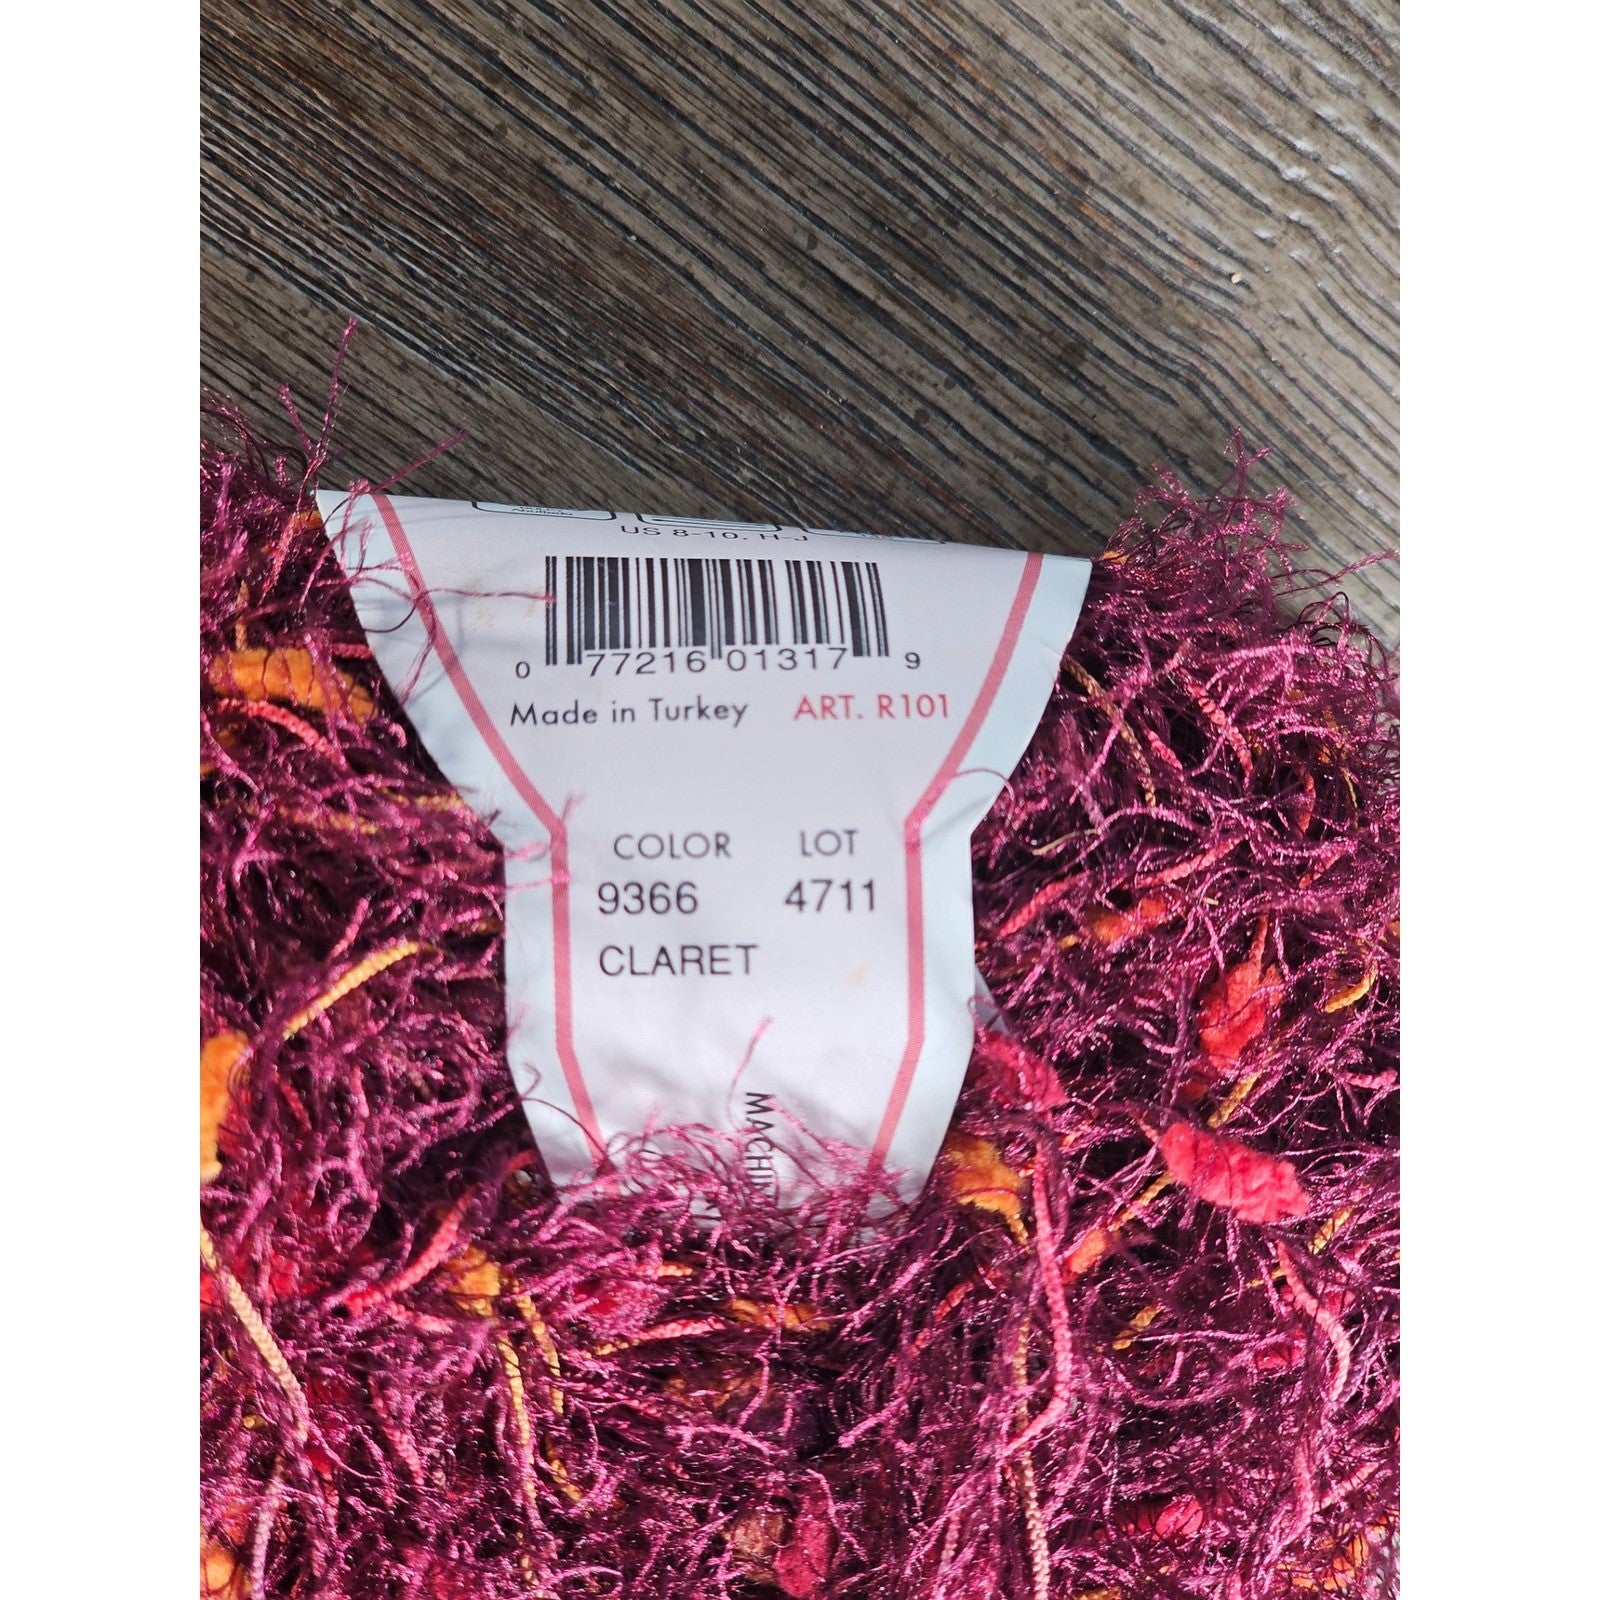 US 8-10, H-J
0 77216 01317 9
Made in Turkey ART. R101
COLOR LOT
9366 4711
CLARET